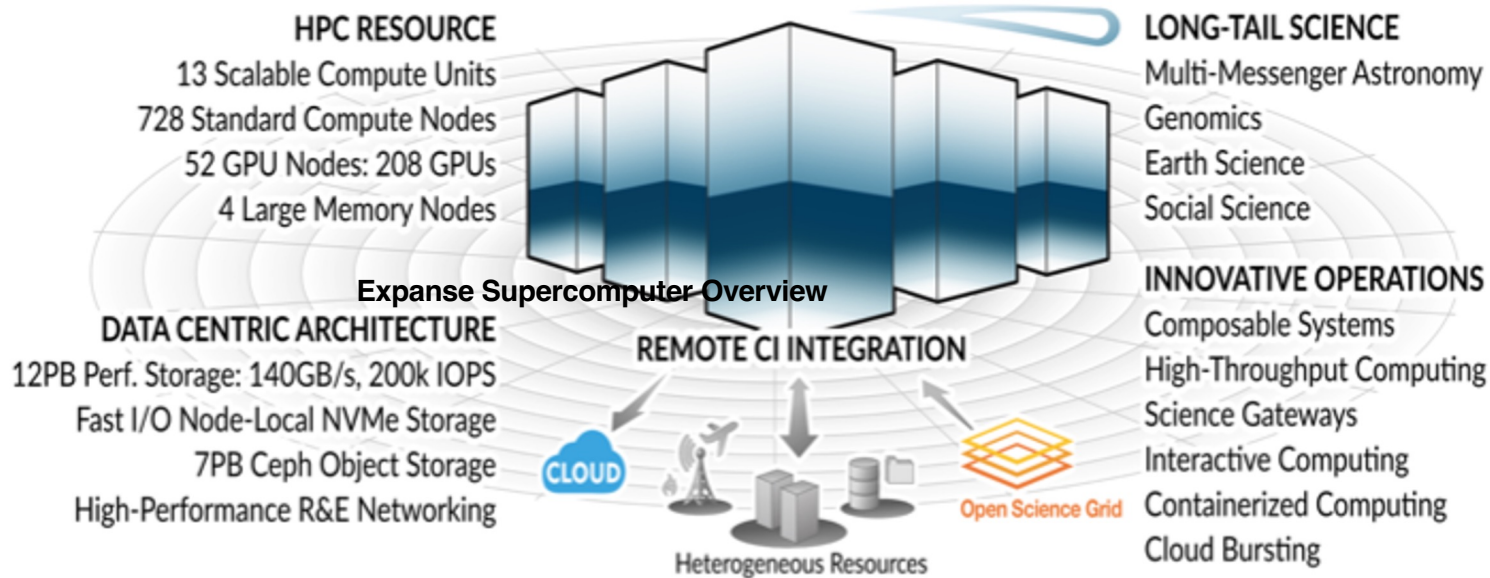 HPC RESOURCE
13 Scalable Compute Units
728 Standard Compute Nodes
52 GPU Nodes: 208 GPUs
4 Large Memory Nodes
LONG-TAIL SCIENCE
Multi-Messenger Astronomy
Genomics
Earth Science
Social Science
Expanse Supercomputer Overview
DATA CENTRIC ARCHITECTURE
12PB Perf. Storage: 140GB/s, 200k IOPS
Fast I/O Node-Local NVMe Storage
7PB Ceph Object Storage
High-Performance R&E Networking
REMOTE CI INTEGRATION
CLOUD
Heterogeneous Resources
Open Science Grid
INNOVATIVE OPERATIONS
Composable Systems
High-Throughput Computing
Science Gateways
Interactive Computing
Containerized Computing
Cloud Bursting